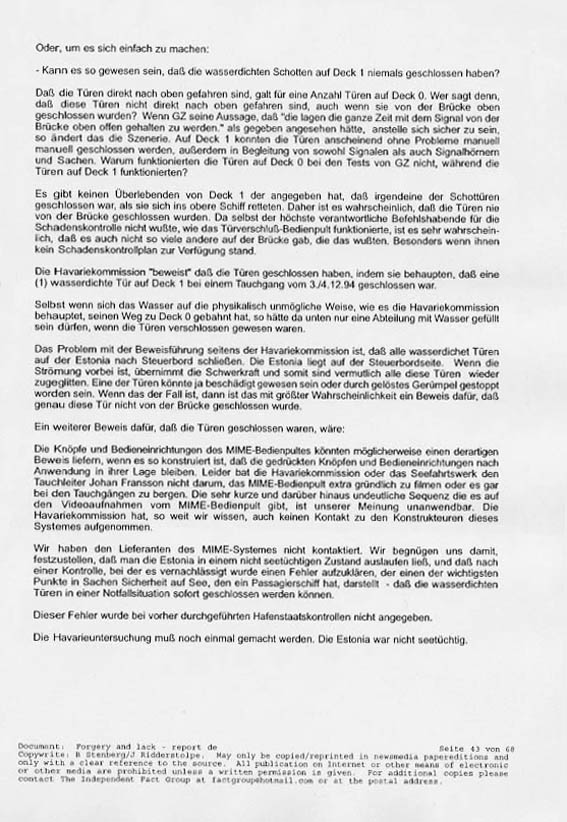 Oder, um es sich einfach zu machen:
- Kann es so gewesen sein, daß die wasserdichten Schotten auf Deck 1 niemals geschlossen haben?
Daß die Türen direkt nach oben gefahren sind, galt für eine Anzahl Türen auf Deck 0. Wer sagt denn,
daß diese Türen nicht direkt nach oben gefahren sind, auch wenn sie von der Brücke oben
geschlossen wurden? Wenn GZ seine Aussage, daß "die lagen die ganze Zeit mit dem Signal von der
Brücke oben offen gehalten zu werden." als gegeben angesehen hätte, anstelle sich sicher zu sein,
so ändert das die Szenerie. Auf Deck 1 konnten die Türen anscheinend ohne Probleme manuell
manuell geschlossen werden, außerdem in Begleitung von sowohl Signalen als auch Signalhörnern
und Sachen. Warum funktionierten die Türen auf Deck 0 bei den Tests von GZ nicht, während die
Türen auf Deck 1 funktionierten?
Es gibt keinen Überlebenden von Deck 1 der angegeben hat, daß irgendeine der Schottüren
geschlossen war, als sie sich ins obere Schiff retteten. Daher ist es wahrscheinlich, daß die Türen nie
von der Brücke geschlossen wurden. Da selbst der höchste verantwortliche Befehlshabende für die
Schadenskontrolle nicht wußte, wie das Türverschluß-Bedienpult funktionierte, ist es sehr wahrschein-
lich, daß es auch nicht so viele andere auf der Brücke gab, die das wußten. Besonders wenn ihnen
kein Schadenskontrollplan zur Verfügung stand.
Die Havariekommission "beweist" daß die Türen geschlossen haben, indem sie behaupten, daß eine
(1) wasserdichte Tür auf Deck 1 bei einem Tauchgang vom 3./4.12.94 geschlossen war.
Selbst wenn sich das Wasser auf die physikalisch unmögliche Weise, wie es die Havariekommission
behauptet, seinen Weg zu Deck 0 gebahnt hat, so hätte da unten nur eine Abteilung mit Wasser gefüllt
sein dürfen, wenn die Türen verschlossen gewesen waren.
Das Problem mit der Beweisführung seitens der Havariekommission ist, daß alle wasserdichet Türen
auf der Estonia nach Steuerbord schließen. Die Estonia liegt auf der Steuerbordseite. Wenn die
Strömung vorbei ist, übernimmt die Schwerkraft und somit sind vermutlich alle diese Türen wieder
zugeglitten. Eine der Türen könnte ja beschädigt gewesen sein oder durch gelöstes Gerümpel gestoppt
worden sein. Wenn das der Fall ist, dann ist das mit größter Wahrscheinlichkeit ein Beweis dafür, daß
genau diese Tür nicht von der Brücke geschlossen wurde.
Ein weiterer Beweis dafür, daß die Türen geschlossen waren, wäre:
Die Knöpfe und Bedieneinrichtungen des MIME-Bedienpultes könnten möglicherweise einen derartigen
Beweis liefern, wenn es so konstruiert ist, daß die gedrückten Knöpfen und Bedieneinrichtungen nach
Anwendung in ihrer Lage bleiben. Leider bat die Havariekommission oder das Seefahrtswerk den
Tauchleiter Johan Fransson nicht darum, das MIME-Bedienpult extra gründlich zu filmen oder es gar
bei den Tauchgängen zu bergen. Die sehr kurze und darüber hinaus undeutliche Sequenz die es auf
den Videoaufnahmen vom MIME-Bedienpult gibt, ist unserer Meinung unanwendbar. Die
Havariekommission hat, so weit wir wissen, auch keinen Kontakt zu den Konstrukteuren dieses
Systemes aufgenommen.
Wir haben den Lieferanten des MIME-Systemes nicht kontaktiert. Wir begnügen uns damit,
festzustellen, daß man die Estonia in einem nicht seetüchtigen Zustand auslaufen ließ, und daß nach
einer Kontrolle, bei der es vernachlässigt wurde einen Fehler aufzuklären, der einen der wichtigsten
Punkte in Sachen Sicherheit auf See, den ein Passagierschiff hat, darstellt - daß die wasserdichten
Türen in einer Notfallsituation sofort geschlossen werden können.
Dieser Fehler wurde bei vorher durchgeführten Hafenstaatskontrollen nicht angegeben.
Die Havarieuntersuchung muß noch einmal gemacht werden. Die Estonia war nicht seetüchtig.
Document: Forgery and lack - report de Seite 43 von 68
Copywrite: B Stenberg/J Ridderstolpe. May only be copied/reprinted in newsmedia papereditions and
only with a clear reference to the source. All publication on Internet or other means of electronic
or other media are prohibited unless a written permission is given. For additional copies please
contact The Independent Fact Group at factgroup@hotmail.com or at the postal address.